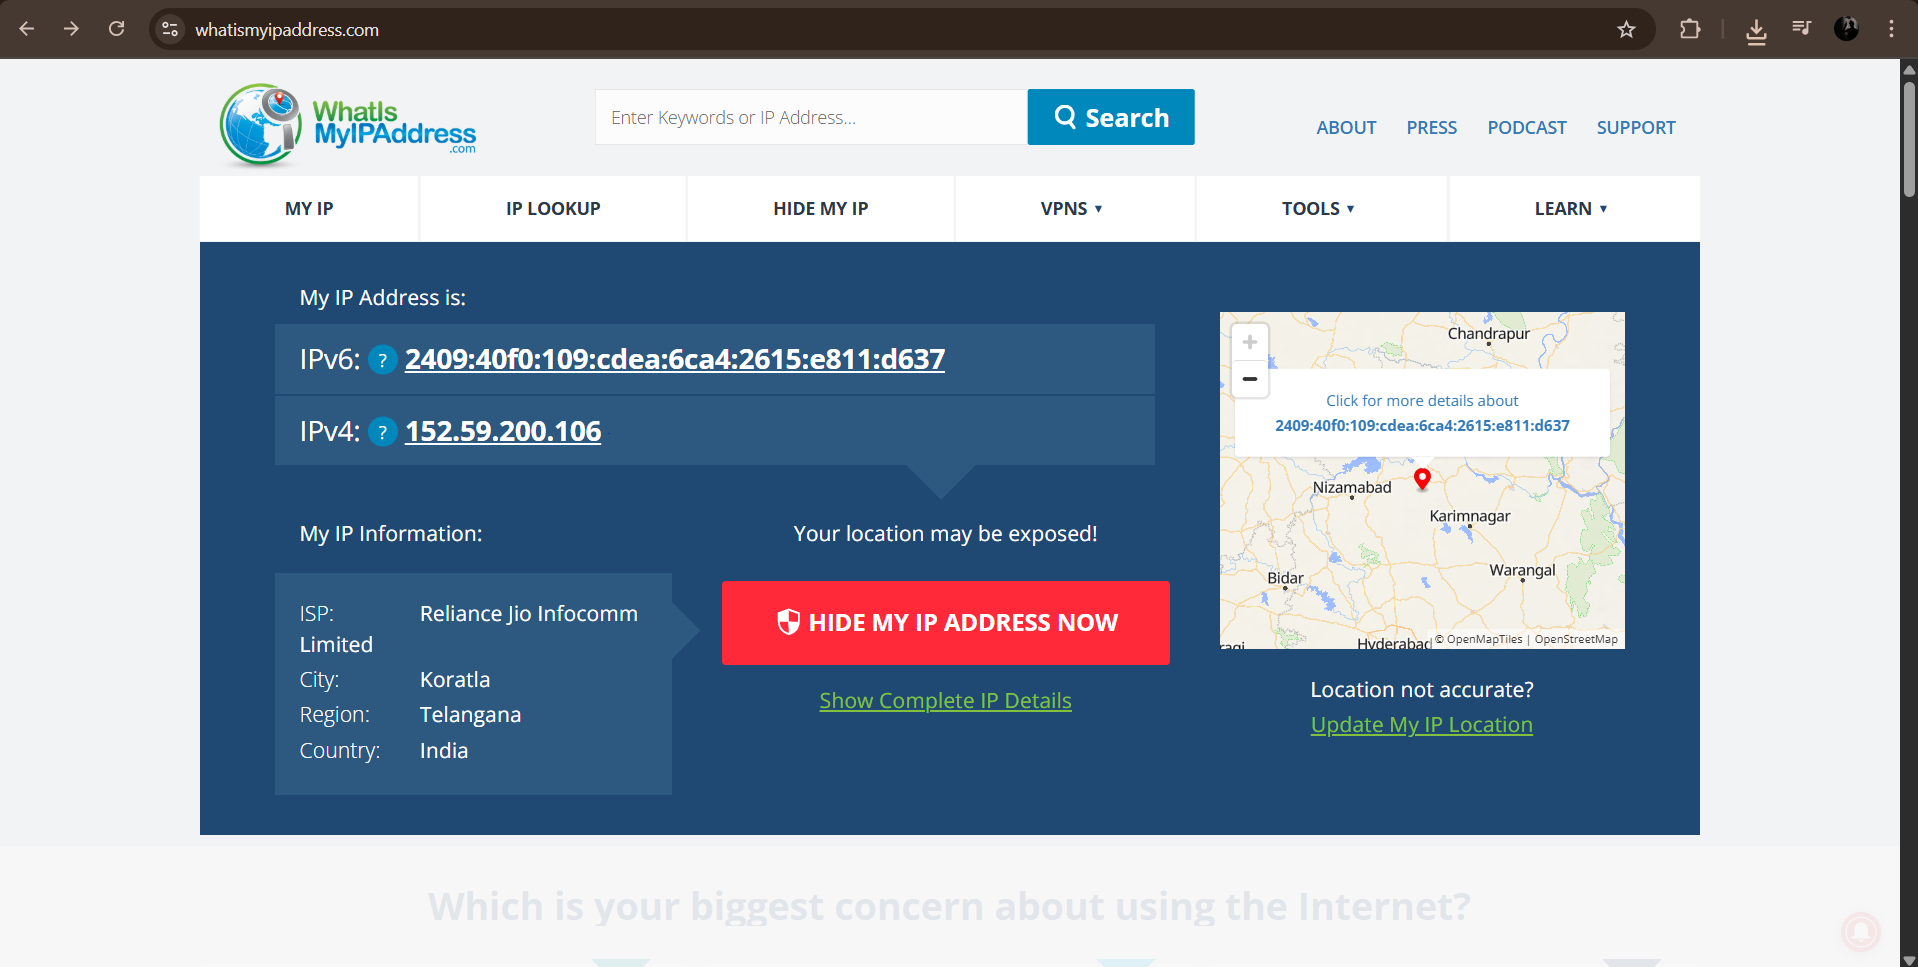 whatismyipaddress.com
WhatIs
MyIPAddress
.com
Enter Keywords or IP Address...
Search
ABOUT PRESS PODCAST SUPPORT
MY IP IP LOOKUP HIDE MY IP VPNS ▼ TOOLS ▼ LEARN ▼
My IP Address is:
IPv6: ? 2409:40f0:109:cdea:6ca4:2615:e811:d637
IPv4: ? 152.59.200.106
My IP Information:
ISP: Reliance Jio Infocomm
Limited
City: Koratla
Region: Telangana
Country: India
Your location may be exposed!
HIDE MY IP ADDRESS NOW
Show Complete IP Details
+
−
Chandrapur
Click for more details about
2409:40f0:109:cdea:6ca4:2615:e811:d637
Nizamabad
Karimnagar
Warangal
Bidar
Hyderabad
© OpenMapTiles | OpenStreetMap
Location not accurate?
Update My IP Location
Which is your biggest concern about using the Internet?